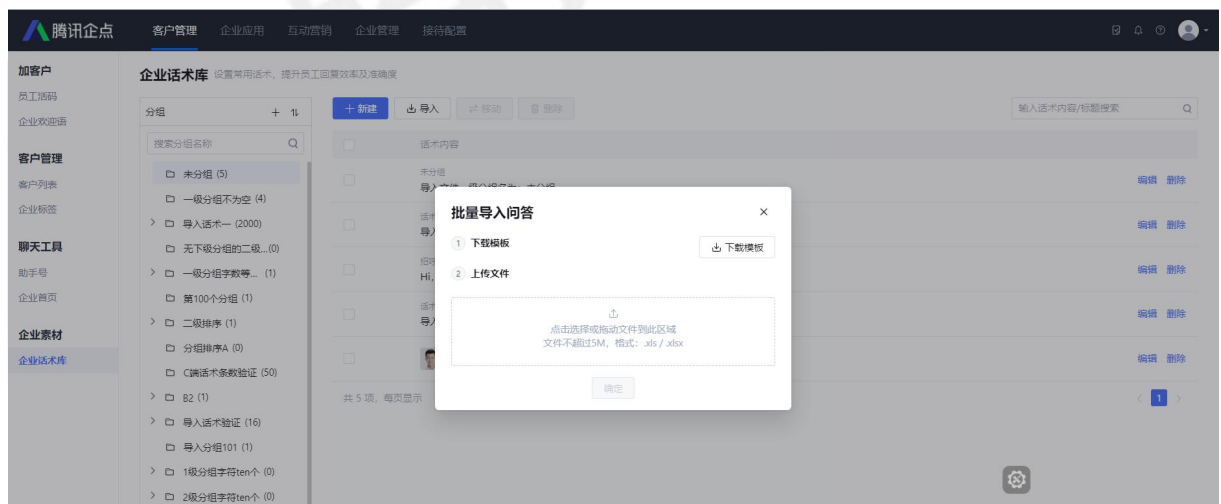 腾讯企点
客户管理 企业应用 互动营销 企业管理 接待配置
加客户
员工活码
企业欢迎语
客户管理
客户列表
企业标签
聊天工具
助手号
企业首页
企业素材
企业话术库
企业话术库 设置常用话术，提升员工回复效率及准确度
分组
搜索分组名称
未分组 (5)
一级分组不为空 (4)
导入话术一 (2000)
无下级分组的二级...(0)
一级分组字数等... (1)
第100个分组 (1)
二级排序 (1)
分组排序A (0)
C端话术条数验证 (50)
B2 (1)
导入话术验证 (16)
导入分组101 (1)
1级分组字符ten个 (0)
2级分组字符ten个 (0)
+ 新建 导入 移动 删除
输入话术内容/标题搜索
话术内容
未分组
编辑 删除
编辑 删除
Hi,
编辑 删除
编辑 删除
编辑 删除
共 5 项，每页显示
1
批量导入问答
1 下载模板
下载模板
2 上传文件
点击选择或拖动文件到此区域
文件不超过5M，格式：.xls / .xlsx
确定